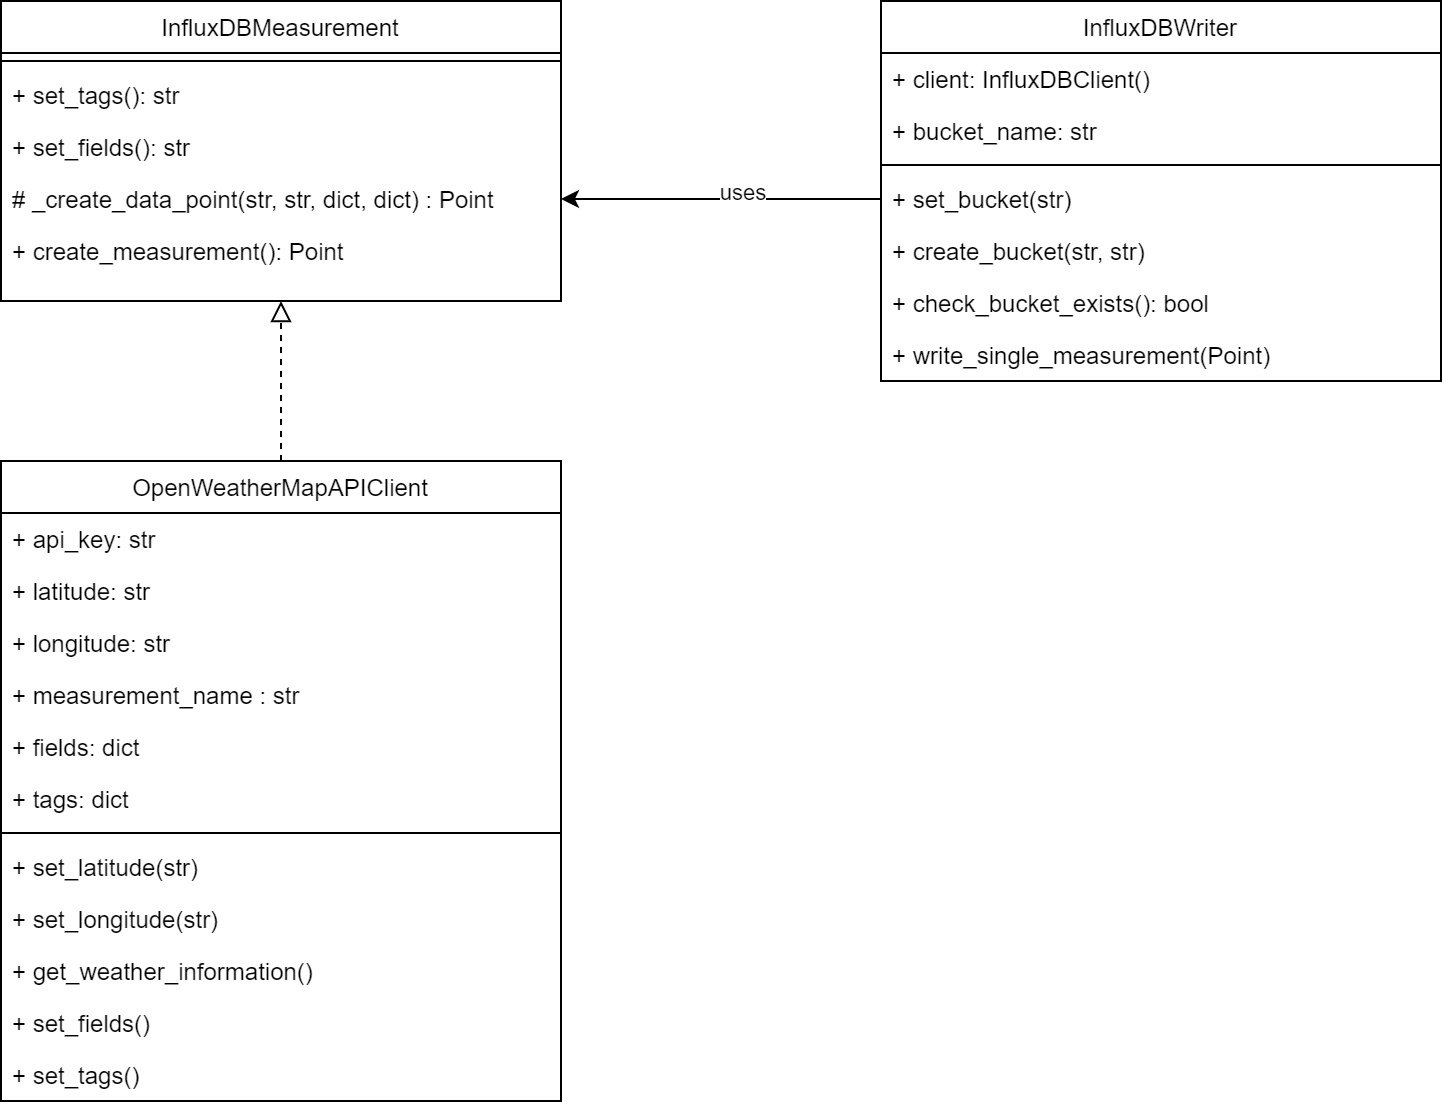 InfluxDBMeasurement
+ set_tags(): str
+ set_fields(): str
# _create_data_point(str, str, dict, dict) : Point
+ create_measurement(): Point
uses
InfluxDBWriter
+ client: InfluxDBClient()
+ bucket_name: str
+ set_bucket(str)
+ create_bucket(str, str)
+ check_bucket_exists(): bool
+ write_single_measurement(Point)
OpenWeatherMapAPIClient
+ api_key: str
+ latitude: str
+ longitude: str
+ measurement_name : str
+ fields: dict
+ tags: dict
+ set_latitude(str)
+ set_longitude(str)
+ get_weather_information()
+ set_fields()
+ set_tags()